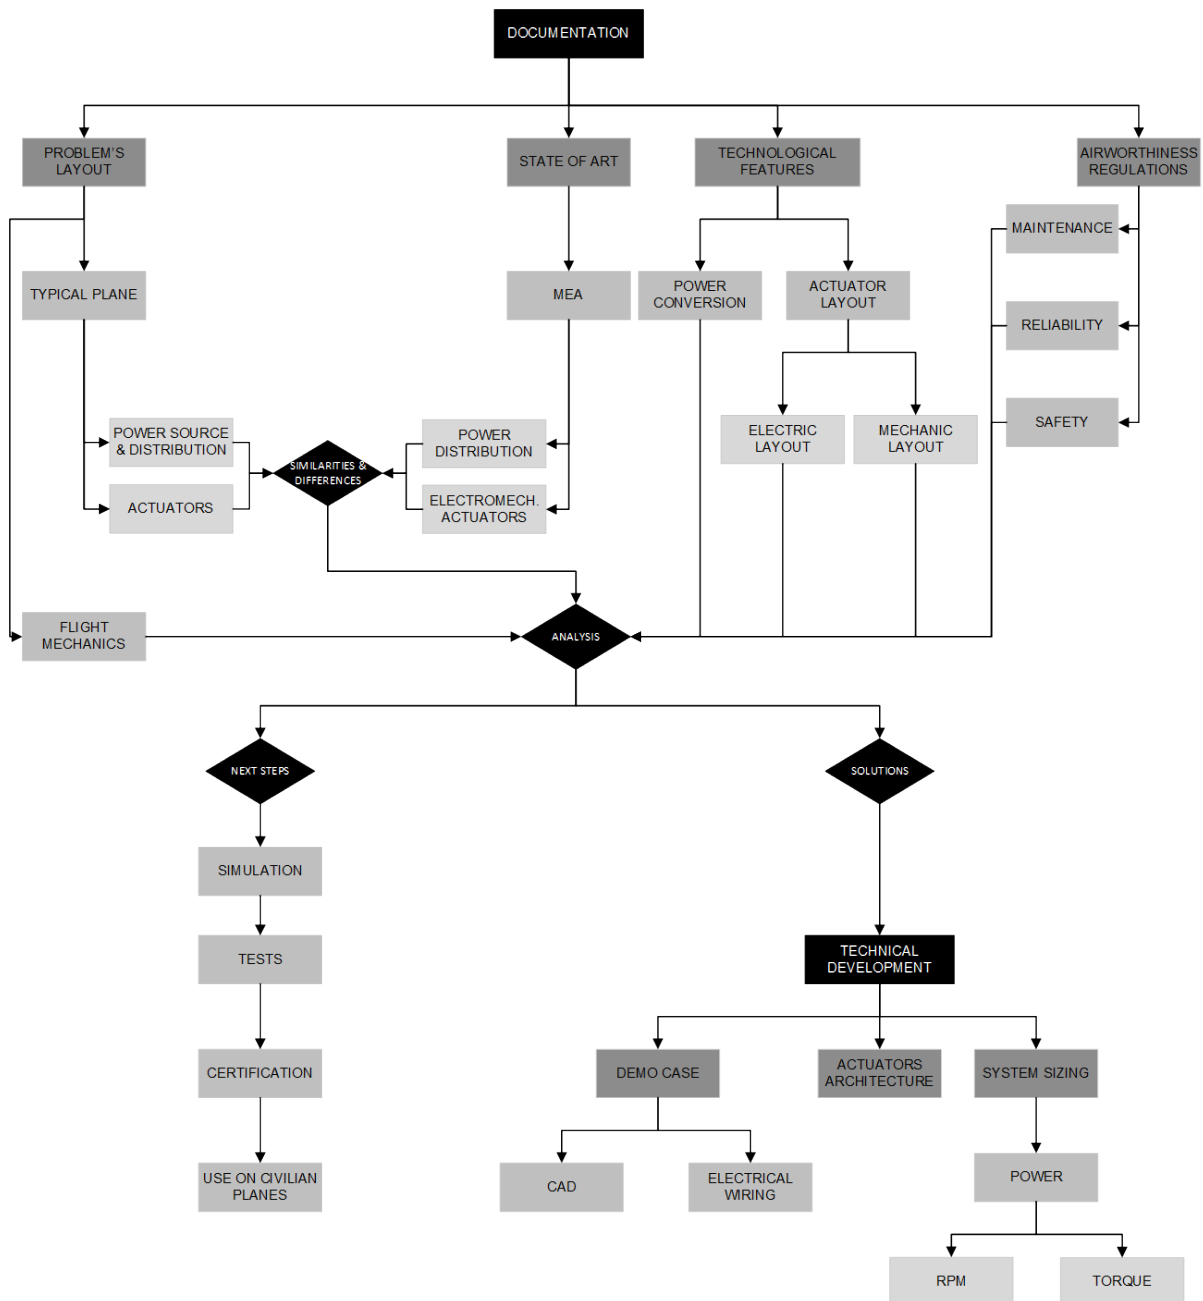 DOCUMENTATION
PROBLEM'S
LAYOUT
STATE OF ART
TECHNOLOGICAL
FEATURES
AIRWORTHINESS
REGULATIONS
MAINTENANCE
TYPICAL PLANE
MEA
POWER
CONVERSION
ACTUATOR
LAYOUT
RELIABILITY
POWER SOURCE
& DISTRIBUTION
POWER
DISTRIBUTION
ELECTRIC
LAYOUT
MECHANIC
LAYOUT
SAFETY
SIMILARITIES &
DIFFERENCES
ACTUATORS
ELECTROMECH.
ACTUATORS
FLIGHT
MECHANICS
ANALYSIS
NEXT STEPS
SOLUTIONS
SIMULATION
TESTS
TECHNICAL
DEVELOPMENT
CERTIFICATION
DEMO CASE
ACTUATORS
ARCHITECTURE
SYSTEM SIZING
USE ON CIVILIAN
PLANES
CAD
ELECTRICAL
WIRING
POWER
RPM
TORQUE